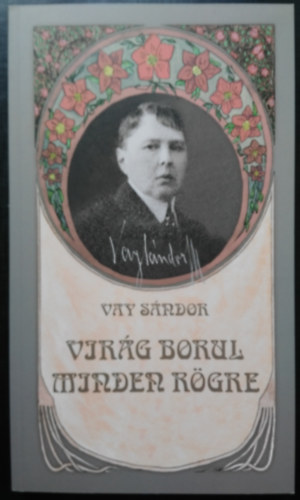 Vay Sándor
VAY SÁNDOR
VIRÁG BORUL
MINDEN RÖGRE